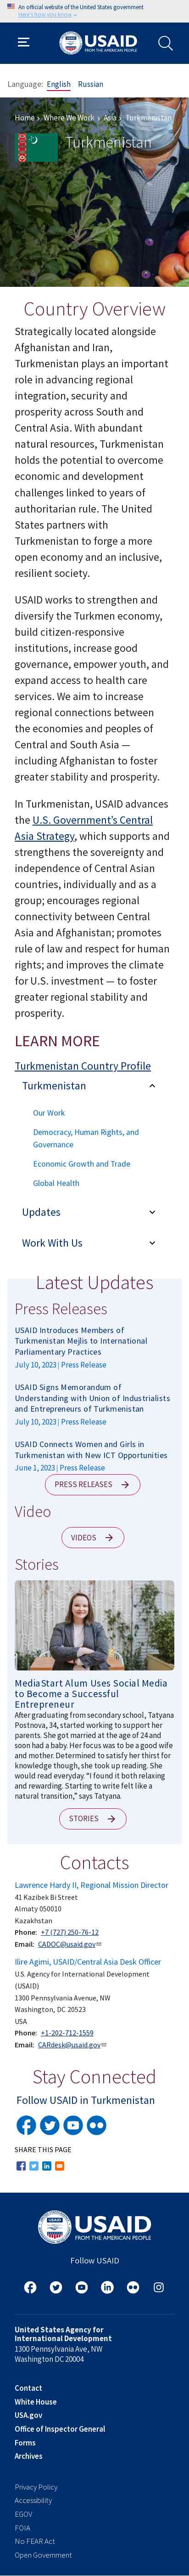 An official website of the United States government
Here's how you know
USAID
FROM THE AMERICAN PEOPLE
Language: English Russian
Home › Where We Work › Asia › Turkmenistan
Turkmenistan
Country Overview
Strategically located alongside
Afghanistan and Iran,
Turkmenistan plays an important
role in advancing regional
integration, security and
prosperity across South and
Central Asia. With abundant
natural resources, Turkmenistan
holds the potential to overcome
economic and development
challenges linked to past
authoritarian rule. The United
States partners with
Turkmenistan to forge a more
open economy and an inclusive,
resilient society.
USAID works to strengthen and
diversify the Turkmen economy,
build citizen-responsive
institutions, increase good
governance, empower youth, and
expand access to health care
services. We aim to increase
regional connections between
the economies and peoples of
Central and South Asia —
including Afghanistan, to foster
greater stability and prosperity.
In Turkmenistan, USAID advances
the U.S. Government's Central
Asia Strategy, which supports and
strengthens the sovereignty and
independence of Central Asian
countries, individually and as a
group; encourages regional
connectivity between Central
Asia and Afghanistan; promotes
rule of law and respect for human
rights; and improves the climate
for U.S. investment — to foster
greater regional stability and
prosperity.
LEARN MORE
Turkmenistan Country Profile
Turkmenistan
Our Work
Democracy, Human Rights, and
Governance
Economic Growth and Trade
Global Health
Updates
Work With Us
Latest Updates
Press Releases
USAID Introduces Members of
Turkmenistan Mejlis to International
Parliamentary Practices
July 10, 2023 | Press Release
USAID Signs Memorandum of
Understanding with Union of Industrialists
and Entrepreneurs of Turkmenistan
July 10, 2023 | Press Release
USAID Connects Women and Girls in
Turkmenistan with New ICT Opportunities
June 1, 2023 | Press Release
PRESS RELEASES
Video
VIDEOS
Stories
MediaStart Alum Uses Social Media
to Become a Successful
Entrepreneur
After graduating from secondary school, Tatyana
Postnova, 34, started working to support her
parents. She got married at the age of 24 and
soon had a baby. Her focus was to be a good wife
and mother. Determined to satisfy her thirst for
knowledge though, she took up reading. She
would read everyday. “I find it both relaxing
and exhilarating. Starting to write felt like a
natural transition,” says Tatyana.
STORIES
Contacts
Lawrence Hardy II, Regional Mission Director
41 Kazibek Bi Street
Almaty 050010
Kazakhstan
Phone: +7 (727) 250-76-12
Email: CADOC@usaid.gov
Ilire Agimi, USAID/Central Asia Desk Officer
U.S. Agency for International Development
(USAID)
1300 Pennsylvania Avenue, NW
Washington, DC 20523
USA
Phone: +1-202-712-1559
Email: CARdesk@usaid.gov
Stay Connected
Follow USAID in Turkmenistan
SHARE THIS PAGE
USAID
FROM THE AMERICAN PEOPLE
Follow USAID
United States Agency for
International Development
1300 Pennsylvania Ave, NW
Washington DC 20004
Contact
White House
USA.gov
Office of Inspector General
Forms
Archives
Privacy Policy
Accessibility
EGOV
FOIA
No FEAR Act
Open Government